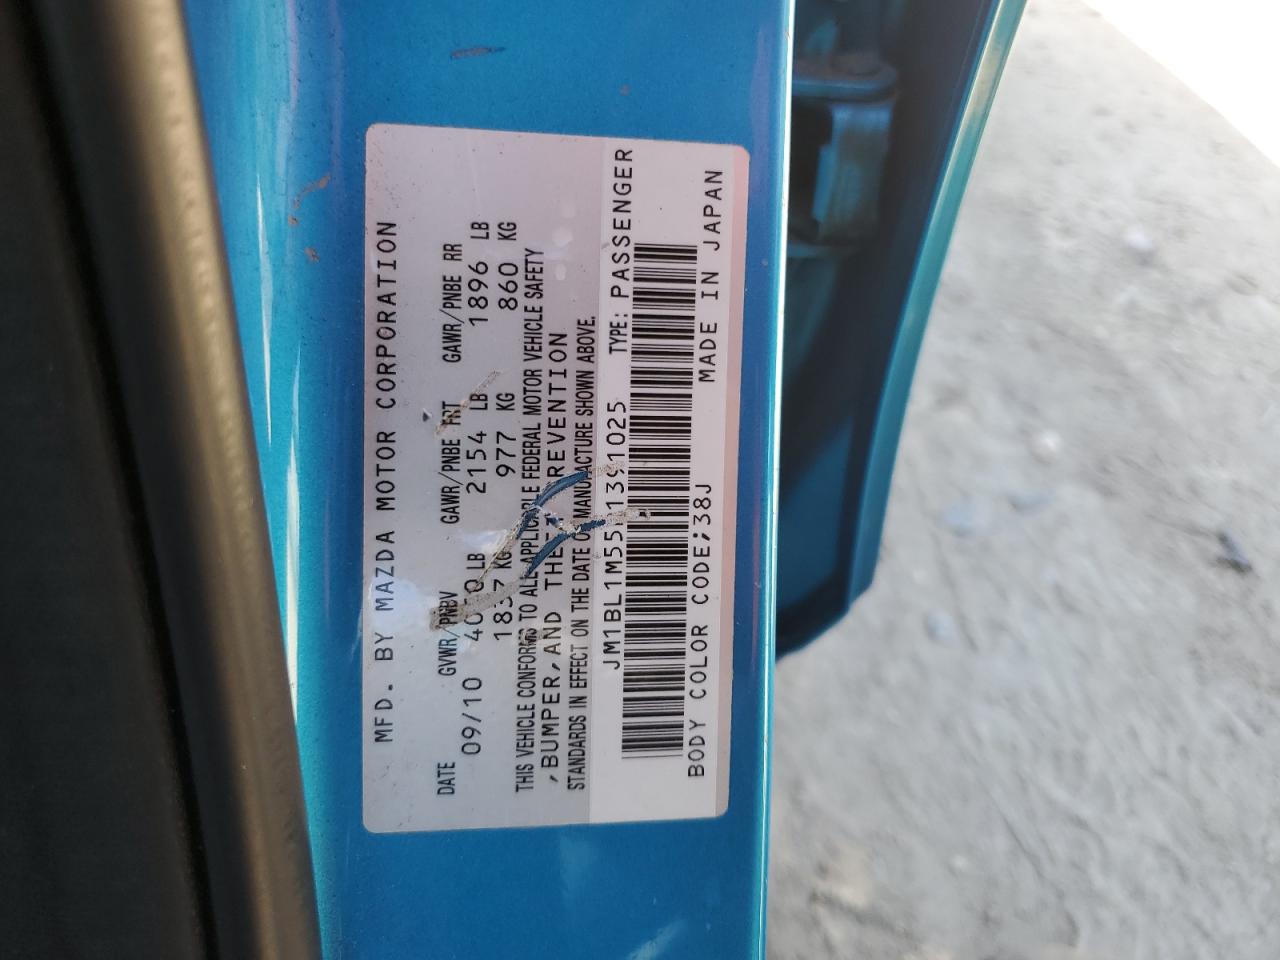 MFD. BY MAZDA MOTOR CORPORATION
DATE GVWR/PNBV GAWR/PNBE FRT GAWR/PNBE RR
09/10 LB 2154 LB 1896 LB
KG 977 KG 860 KG
THIS VEHICLE CONFORMS TO ALL APPLICABLE FEDERAL MOTOR VEHICLE SAFETY
,BUMPER,AND THEFT PREVENTION
STANDARDS IN EFFECT ON THE DATE OF MANUFACTURE SHOWN ABOVE.
TYPE: PASSENGER
BODY COLOR CODE;38J MADE IN JAPAN